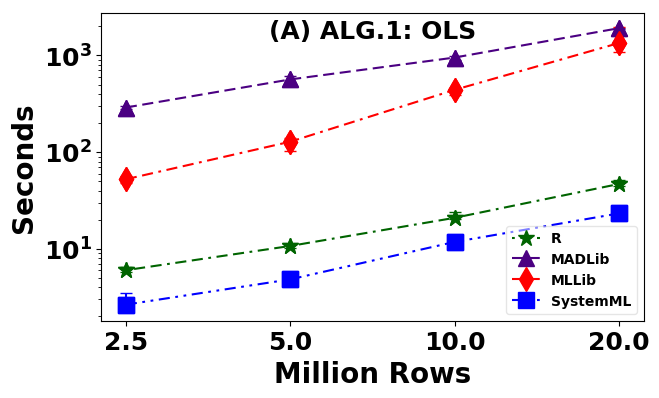 (A) ALG.1: OLS
10³
10²
10¹
Seconds
2.5 5.0 10.0 20.0
Million Rows
R
MADLib
MLLib
SystemML